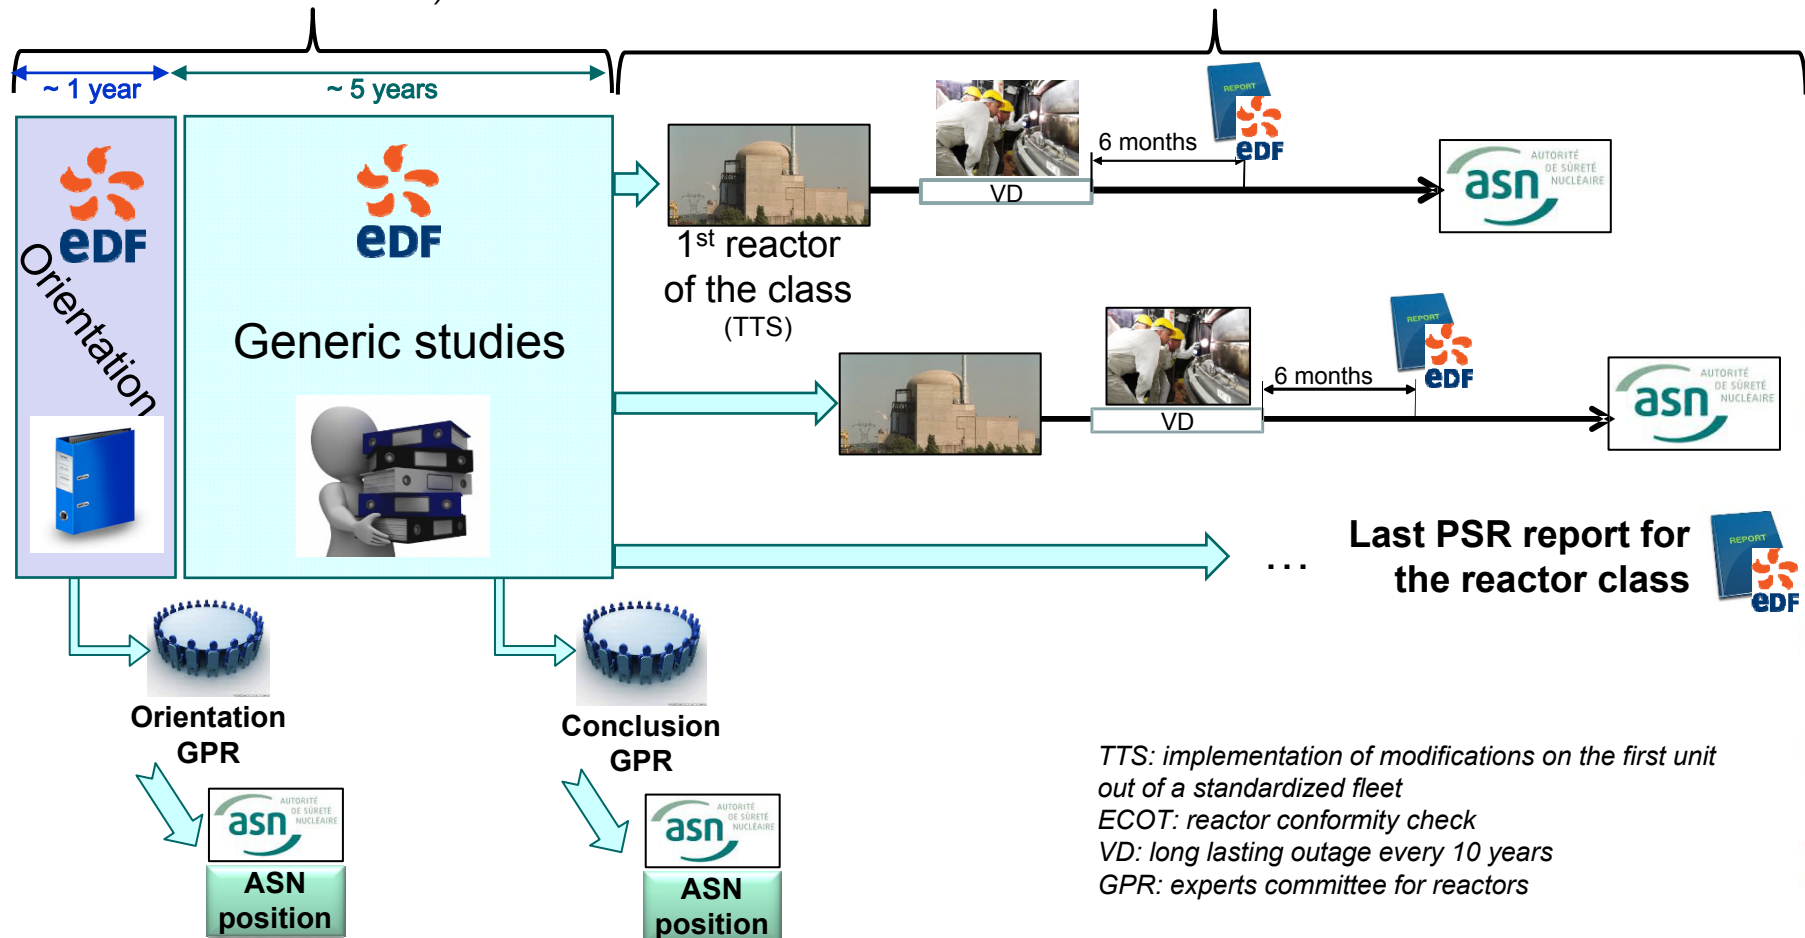 ~ 1 year
~ 5 years
eDF
Orientation
eDF
Generic studies
1st reactor
of the class
(TTS)
VD
6 months
REPORT
eDF
asn
AUTORITÉ
DE SÛRETÉ
NUCLÉAIRE
VD
6 months
REPORT
eDF
asn
AUTORITÉ
DE SÛRETÉ
NUCLÉAIRE
...
Last PSR report for
the reactor class
REPORT
eDF
Orientation
GPR
asn
AUTORITÉ
DE SÛRETÉ
NUCLÉAIRE
ASN
position
Conclusion
GPR
asn
AUTORITÉ
DE SÛRETÉ
NUCLÉAIRE
ASN
position
TTS: implementation of modifications on the first unit
out of a standardized fleet
ECOT: reactor conformity check
VD: long lasting outage every 10 years
GPR: experts committee for reactors